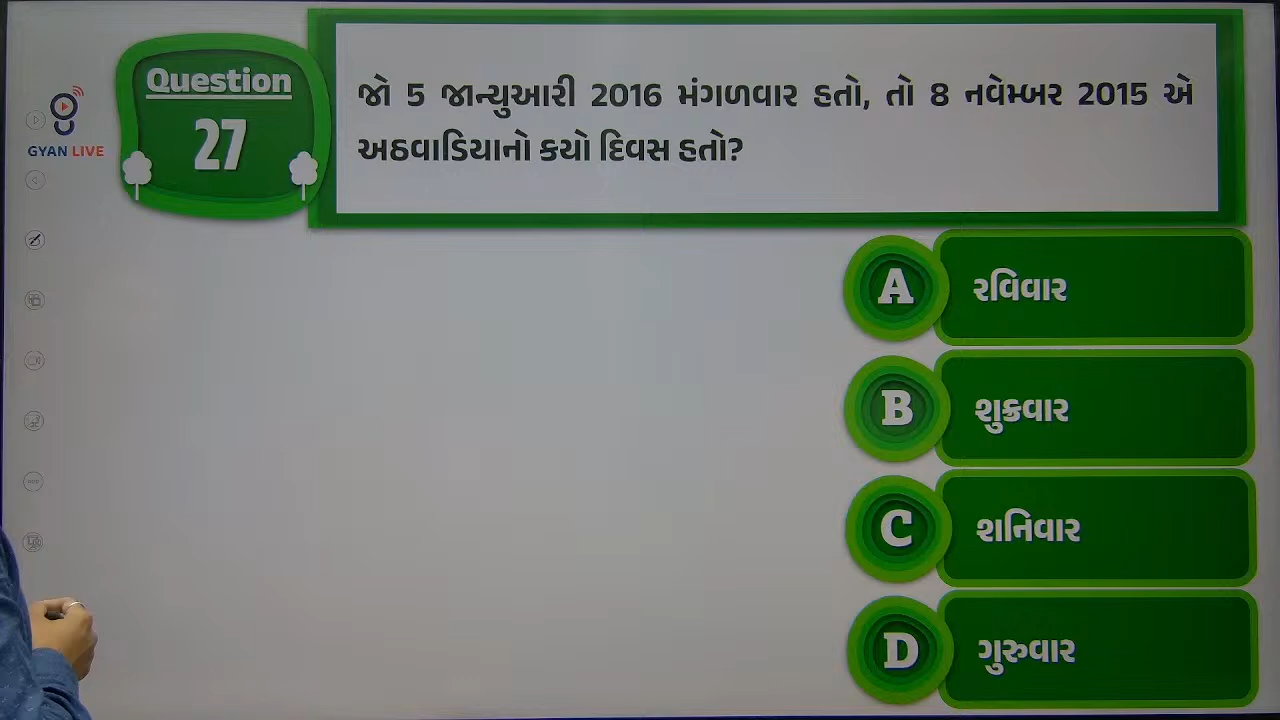 Question
27
GYAN LIVE
જો 5 જાન્યુઆરી 2016 મંગળવાર હતો, તો 8 નવેમ્બર 2015 એ
અઠવાડિયાનો કયો દિવસ હતો?
A રવિવાર
B શુક્રવાર
C શનિવાર
D ગુરુવાર